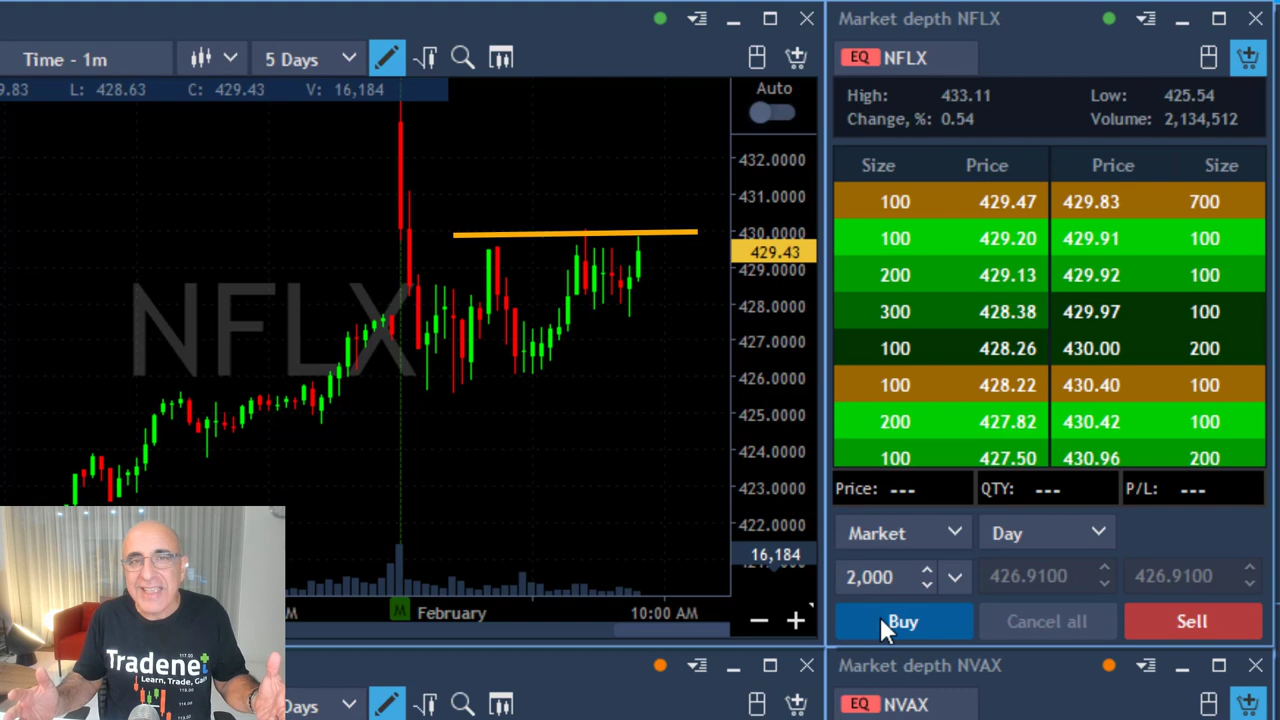 Time - 1m
5 Days
9.83 L: 428.63 C: 429.43 V: 16,184
Auto
432.0000
431.0000
430.0000
429.43
429.0000
428.0000
427.0000
426.0000
425.0000
424.0000
423.0000
422.0000
16,184
NFLX
M
February
10:00 AM
Market depth NFLX
EQ NFLX
High: 433.11 Low: 425.54
Change, %: 0.54 Volume: 2,134,512
Size Price Price Size
100 429.47 429.83 700
100 429.20 429.91 100
200 429.13 429.92 100
300 428.38 429.97 100
100 428.26 430.00 200
100 428.22 430.40 100
200 427.82 430.42 100
100 427.50 430.96 200
Price: --- QTY: --- P/L: ---
Market Day
2,000 426.9100 426.9100
Buy Cancel all Sell
Tradenet
Learn, Trade, Gain
Days
Market depth NVAX
EQ NVAX